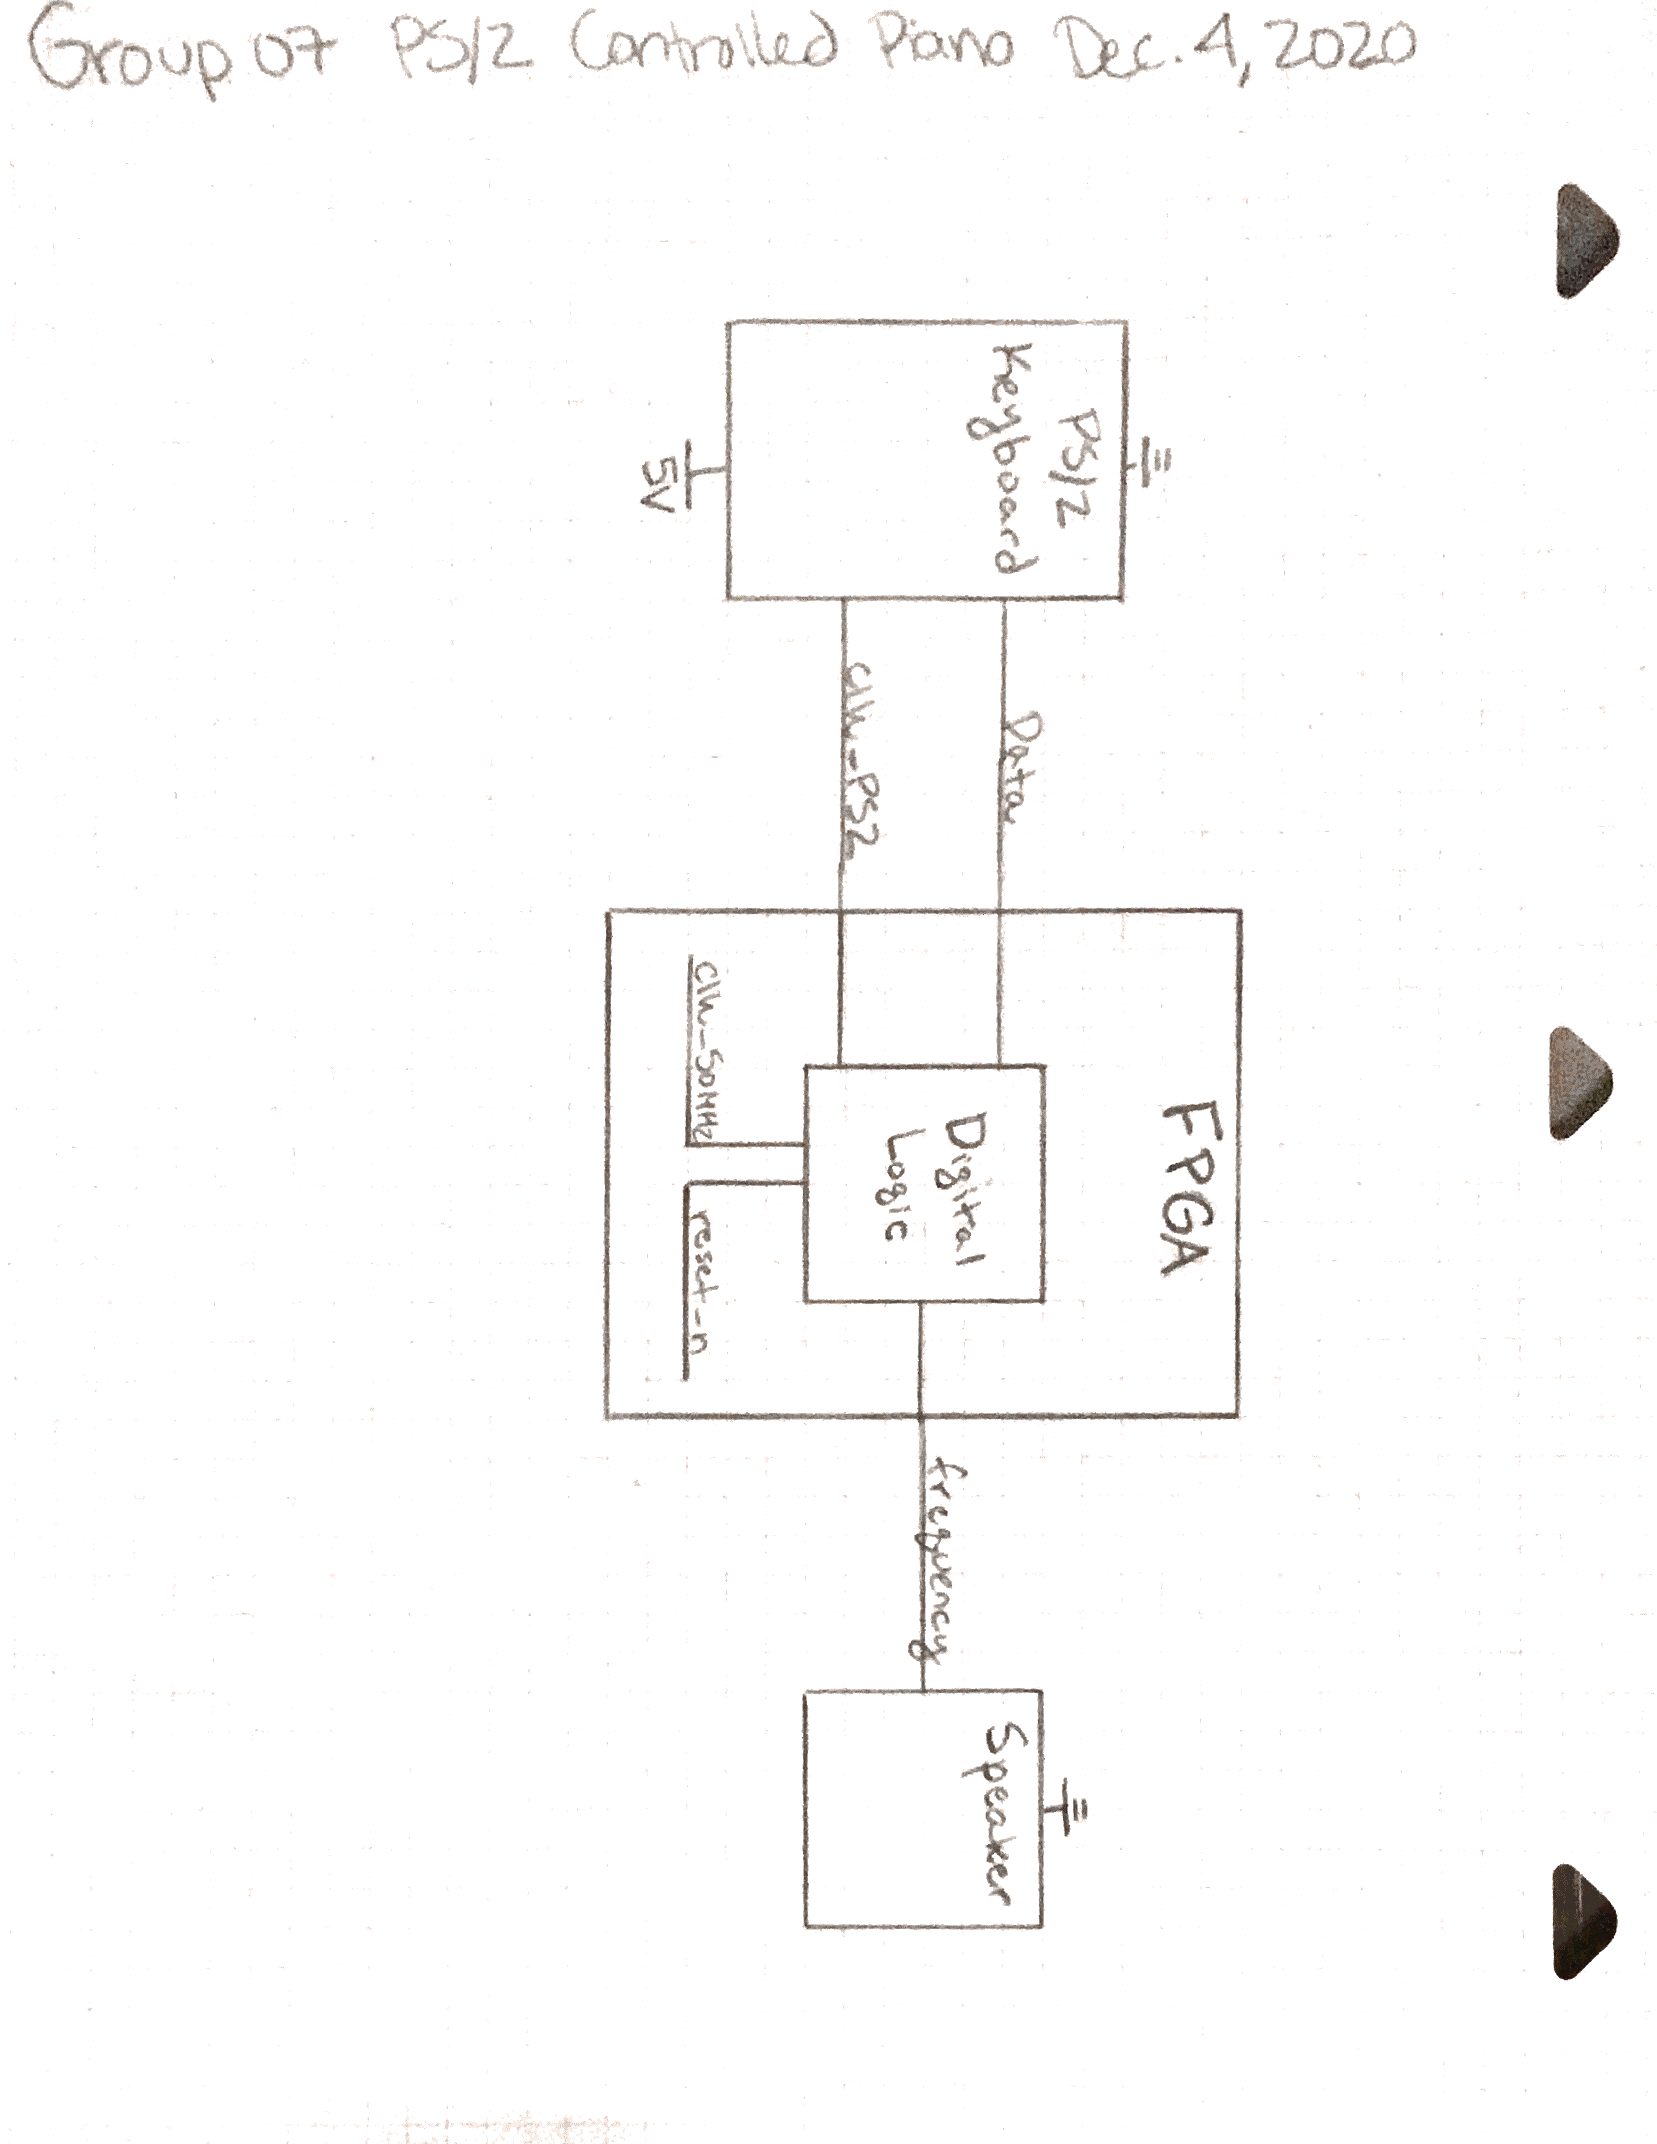 Group 07 PS/2 Controlled Piano Dec. 4, 2020
PS/2
Keyboard
5V
Data
Clk_PS2
FPGA
Digital
Logic
Clk_50MHz
reset_n
frequency
Speaker